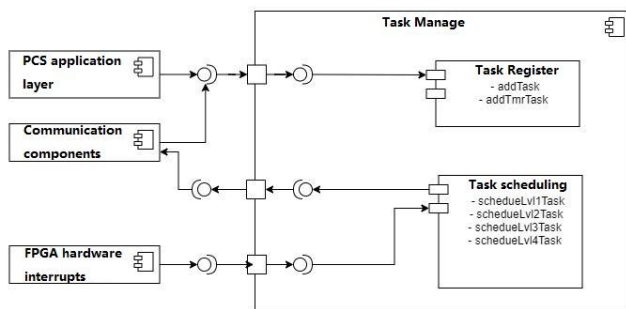 Task Manage
PCS application
layer
Task Register
- addTask
- addTmrTask
Communication
components
Task scheduling
- schedueLvl1Task
- schedueLvl2Task
- schedueLvl3Task
- schedueLvl4Task
FPGA hardware
interrupts